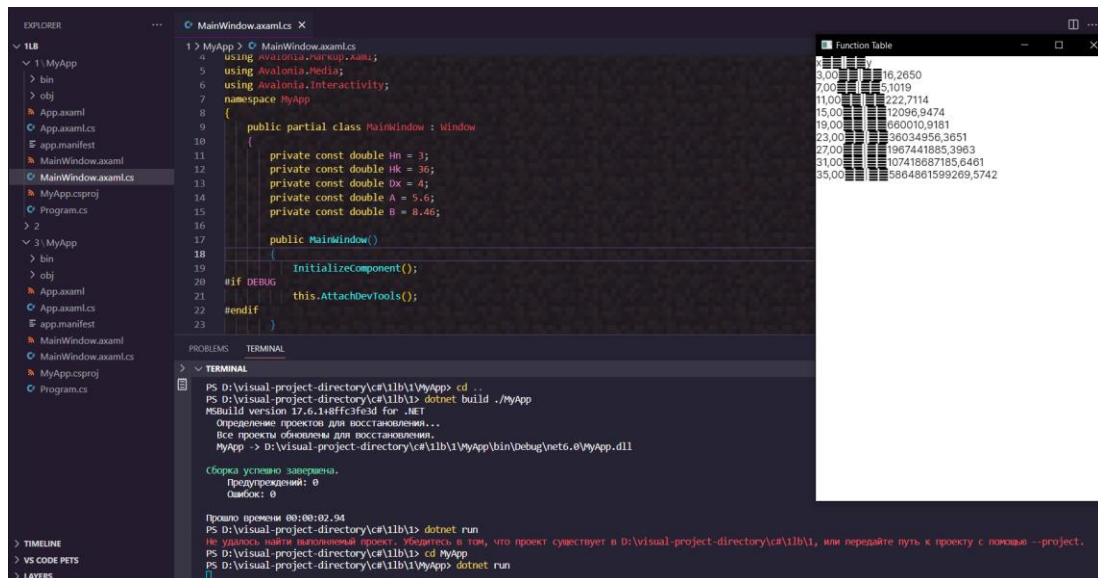 EXPLORER
1LB
1\MyApp
bin
obj
App.axaml
App.axaml.cs
app.manifest
MainWindow.axaml
MainWindow.axaml.cs
MyApp.csproj
Program.cs
2
3\MyApp
bin
obj
App.axaml
App.axaml.cs
app.manifest
MainWindow.axaml
MainWindow.axaml.cs
MyApp.csproj
Program.cs
TIMELINE
VS CODE PETS
LAYERS
MainWindow.axaml.cs
1 > MyApp > MainWindow.axaml.cs
4 using Avalonia.Markup.Xaml;
5 using Avalonia.Media;
6 using Avalonia.Interactivity;
7 namespace MyApp
8 {
9 public partial class MainWindow : Window
10 {
11 private const double Hn = 3;
12 private const double Hk = 36;
13 private const double Dx = 4;
14 private const double A = 5.6;
15 private const double B = 8.46;
16
17 public MainWindow()
18 {
19 InitializeComponent();
20 #if DEBUG
21 this.AttachDevTools();
22 #endif
23 }
PROBLEMS TERMINAL
TERMINAL
PS D:\visual-project-directory\c#\1lb\1\MyApp> cd ..
PS D:\visual-project-directory\c#\1lb\1> dotnet build ./MyApp
MSBuild version 17.6.1+8ffc3fe3d for .NET
Определение проектов для восстановления...
Все проекты обновлены для восстановления.
MyApp -> D:\visual-project-directory\c#\1lb\1\MyApp\bin\Debug\net6.0\MyApp.dll
Сборка успешно завершена.
Предупреждений: 0
Ошибок: 0
Прошло времени 00:00:02.94
PS D:\visual-project-directory\c#\1lb\1> dotnet run
Не удалось найти выполняемый проект. Убедитесь в том, что проект существует в D:\visual-project-directory\c#\1lb\1, или передайте путь к проекту с помощью --project.
PS D:\visual-project-directory\c#\1lb\1> cd MyApp
PS D:\visual-project-directory\c#\1lb\1\MyApp> dotnet run
Function Table
x | y
3,00 | 16,2650
7,00 | 5,1019
11,00 | 222,7114
15,00 | 12096,9474
19,00 | 660010,9181
23,00 | 36034956,3651
27,00 | 1967441885,3963
31,00 | 107418687185,6461
35,00 | 5864861599269,5742